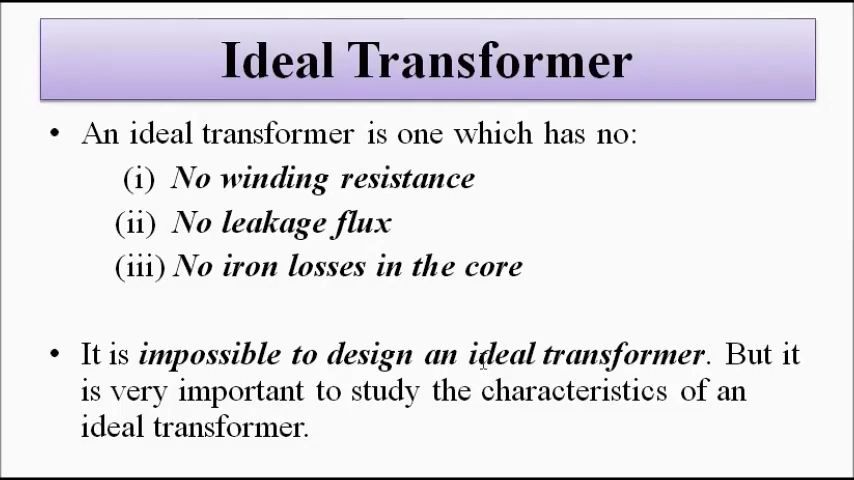 Ideal Transformer
• An ideal transformer is one which has no:
(i) No winding resistance
(ii) No leakage flux
(iii) No iron losses in the core
• It is impossible to design an ideal transformer. But it
is very important to study the characteristics of an
ideal transformer.